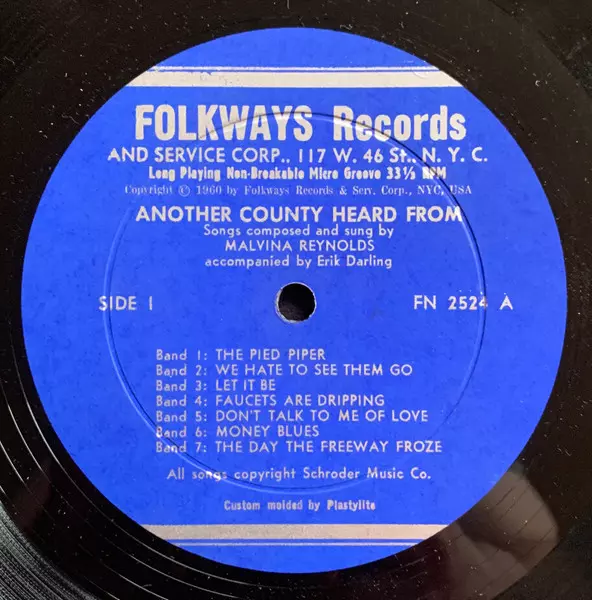 FOLKWAYS Records
AND SERVICE CORP., 117 W. 46 St., N. Y. C.
Long Playing Non-Breakable Micro Groove 33⅓ RPM
Copyright © 1960 by Folkways Records & Serv. Corp., NYC, USA
ANOTHER COUNTY HEARD FROM
Songs composed and sung by
MALVINA REYNOLDS
accompanied by Erik Darling
SIDE I
FN 2524 A
Band 1: THE PIED PIPER
Band 2: WE HATE TO SEE THEM GO
Band 3: LET IT BE
Band 4: FAUCETS ARE DRIPPING
Band 5: DON'T TALK TO ME OF LOVE
Band 6: MONEY BLUES
Band 7: THE DAY THE FREEWAY FROZE
All songs copyright Schroder Music Co.
Custom molded by Plastylite